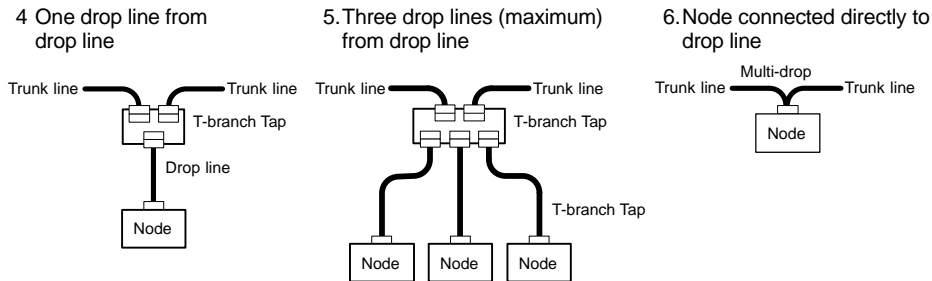 4 One drop line from
drop line
Trunk line
Trunk line
T-branch Tap
Drop line
Node
5.Three drop lines (maximum)
from drop line
Trunk line
Trunk line
T-branch Tap
T-branch Tap
Node
Node
Node
6.Node connected directly to
drop line
Multi-drop
Trunk line
Trunk line
Node